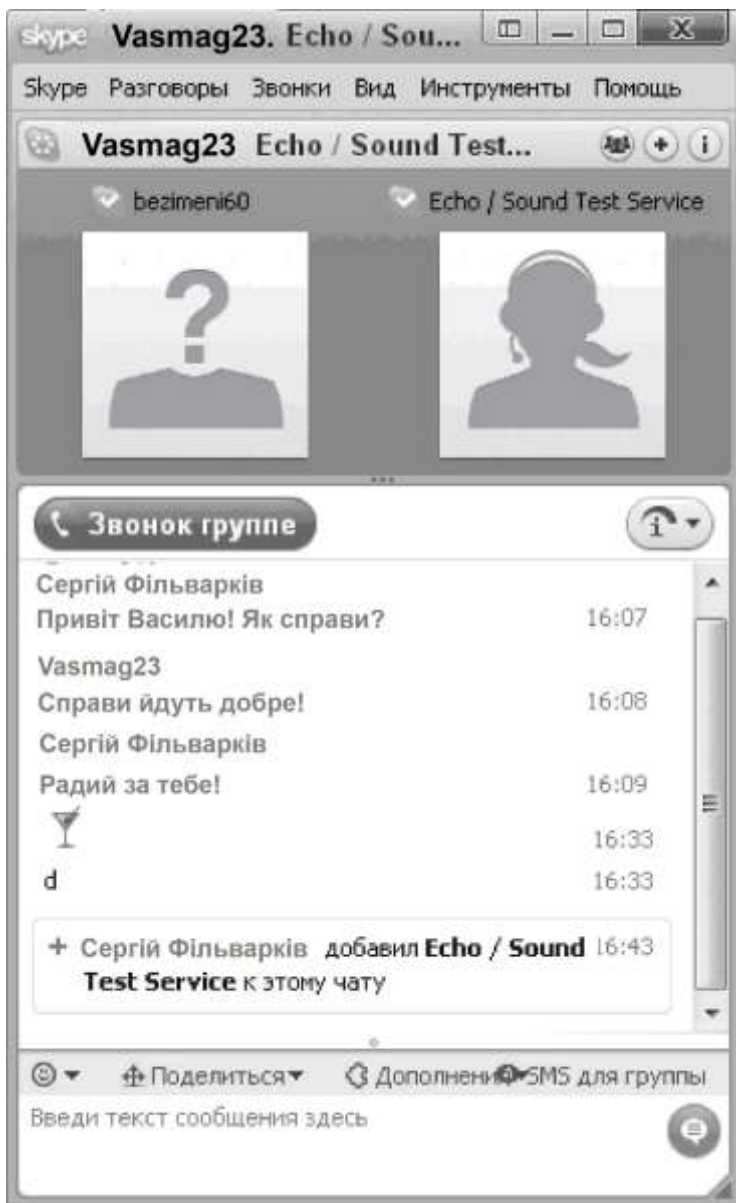 skype Vasmag23. Echo / Sou...
Skype Разговоры Звонки Вид Инструменты Помощь
Vasmag23 Echo / Sound Test...
bezimeni60 Echo / Sound Test Service
Звонок группе
Сергій Фільварків
Привіт Василю! Як справи? 16:07
Vasmag23
Справи йдуть добре! 16:08
Сергій Фільварків
Радий за тебе! 16:09
16:33
d 16:33
+ Сергій Фільварків добавил Echo / Sound 16:43
Test Service к этому чату
Поделиться Дополнени SMS для группы
Введи текст сообщения здесь